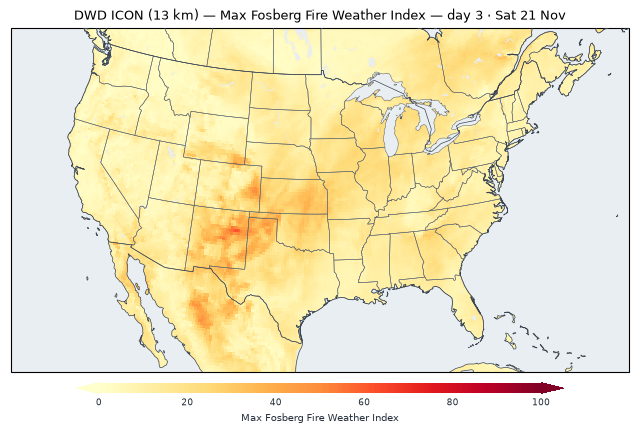 DWD ICON (13 km) — Max Fosberg Fire Weather Index — day 3 · Sat 21 Nov
0 20 40 60 80 100
Max Fosberg Fire Weather Index